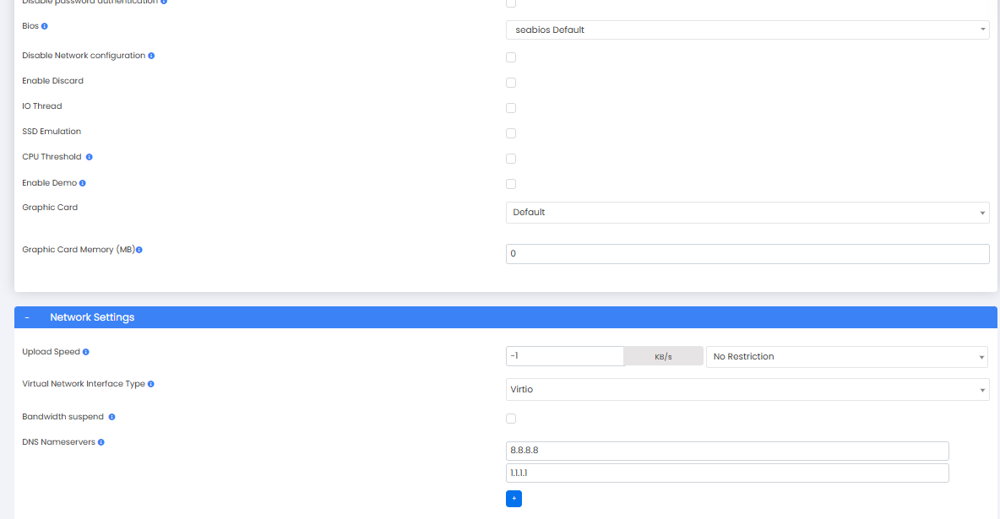 Disable password authentication
Bios
seabios Default
Disable Network configuration
Enable Discard
IO Thread
SSD Emulation
CPU Threshold
Enable Demo
Graphic Card
Default
Graphic Card Memory (MB)
0
- Network Settings
Upload Speed
-1 KB/s No Restriction
Virtual Network Interface Type
Virtio
Bandwidth suspend
DNS Nameservers
8.8.8.8
1.1.1.1
+